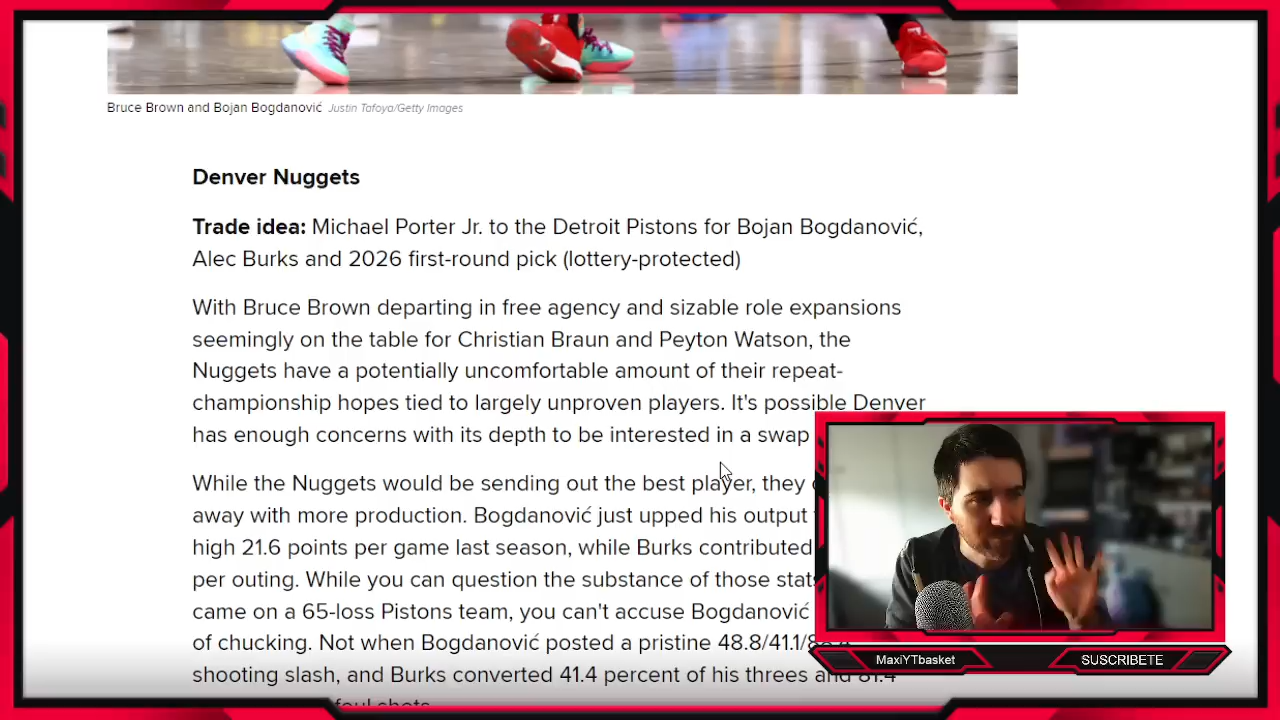 Bruce Brown and Bojan Bogdanović Justin Tafoya/Getty Images
Denver Nuggets
Trade idea: Michael Porter Jr. to the Detroit Pistons for Bojan Bogdanović,
Alec Burks and 2026 first-round pick (lottery-protected)
With Bruce Brown departing in free agency and sizable role expansions
seemingly on the table for Christian Braun and Peyton Watson, the
Nuggets have a potentially uncomfortable amount of their repeat-
championship hopes tied to largely unproven players. It's possible Denver
has enough concerns with its depth to be interested in a swap
While the Nuggets would be sending out the best player, they
away with more production. Bogdanović just upped his output
high 21.6 points per game last season, while Burks contributed
per outing. While you can question the substance of those stats
came on a 65-loss Pistons team, you can't accuse Bogdanović
of chucking. Not when Bogdanović posted a pristine 48.8/41.1/
shooting slash, and Burks converted 41.4 percent of his threes and 81.4
foul shots
MaxiYTbasket
SUSCRIBETE